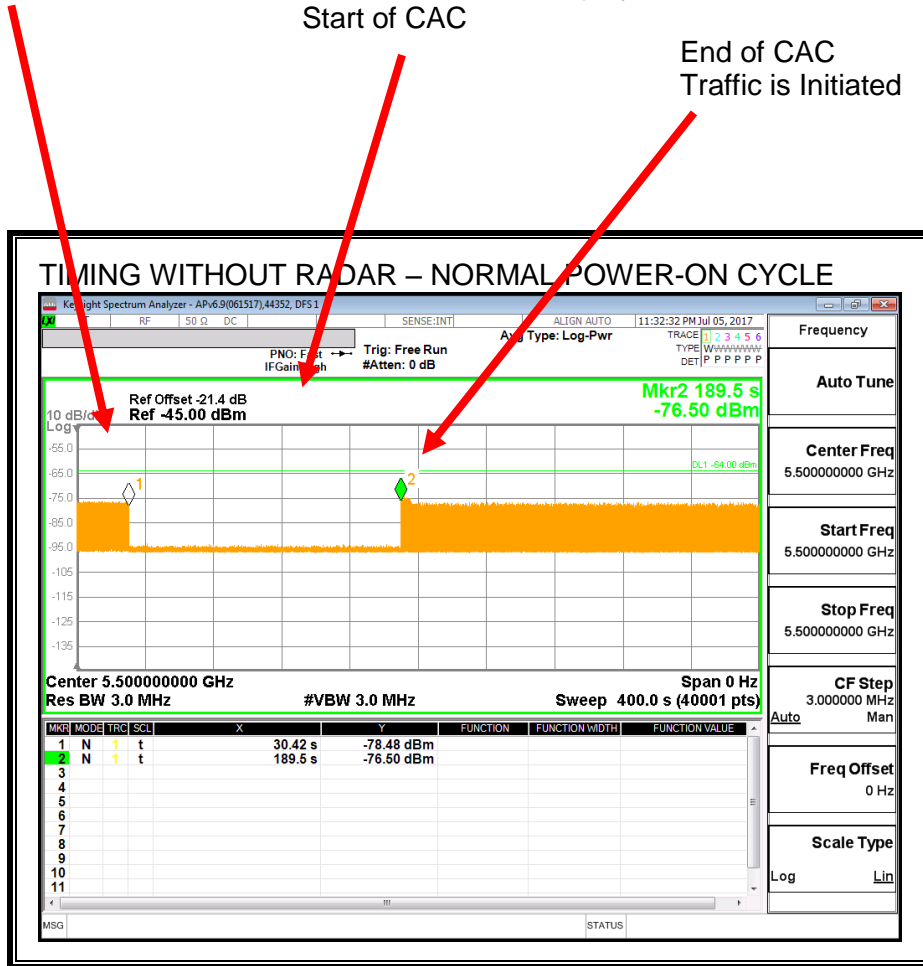 Start of CAC
End of CAC
Traffic is Initiated
TIMING WITHOUT RADAR – NORMAL POWER-ON CYCLE
Spectrum Analyzer - APv6.9(061517),44352, DFS 1
RF 50 Ω DC SENSE:INT ALIGN AUTO 11:32:32 PM Jul 05, 2017
PNO: Fast Trig: Free Run Avg Type: Log-Pwr TRACE 1 2 3 4 5 6
TYPE WWWWWW
IFGain: #Atten: 0 dB DET P P P P P P
Frequency
Auto Tune
Center Freq
5.500000000 GHz
Start Freq
5.500000000 GHz
Stop Freq
5.500000000 GHz
CF Step
3.000000 MHz
Auto Man
Freq Offset
0 Hz
Scale Type
Log Lin
Mkr2 189.5 s
-76.50 dBm
Ref Offset -21.4 dB
10 dB/ Ref -45.00 dBm
Log
-55.0
DL1 -64.00 dBm
-65.0
1
2
-75.0
-85.0
-95.0
-105
-115
-125
-135
Center 5.500000000 GHz Span 0 Hz
Res BW 3.0 MHz #VBW 3.0 MHz Sweep 400.0 s (40001 pts)
MKR MODE TRC SCL X Y FUNCTION FUNCTION WIDTH FUNCTION VALUE
1 N 1 t 30.42 s -78.48 dBm
2 N 1 t 189.5 s -76.50 dBm
3
4
5
6
7
8
9
10
11
MSG STATUS